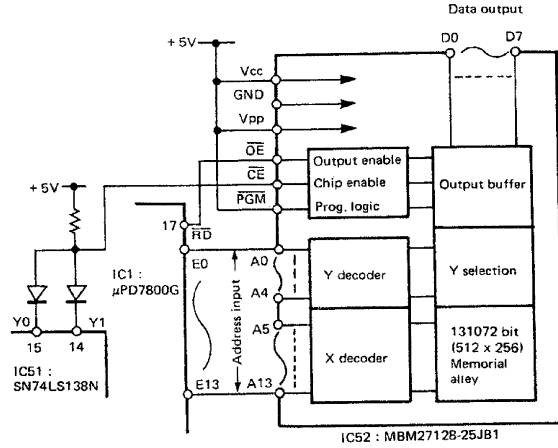 Data output
D0 D7
+5V
Vcc
GND
Vpp
OE
CE
PGM
Output enable
Chip enable
Prog. logic
Output buffer
+5V
17
RD
IC1 :
μPD7800G
E0
A0
A4
A5
E13
A13
Address input
Y decoder
X decoder
Y selection
131072 bit
(512 x 256)
Memorial
alley
Y0
Y1
15
14
IC51 :
SN74LS138N
IC52 : MBM27128-25JB1